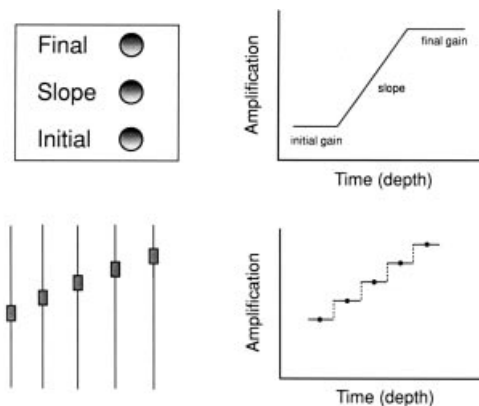 Final
Slope
Initial
Amplification
final gain
slope
initial gain
Time (depth)
Amplification
Time (depth)